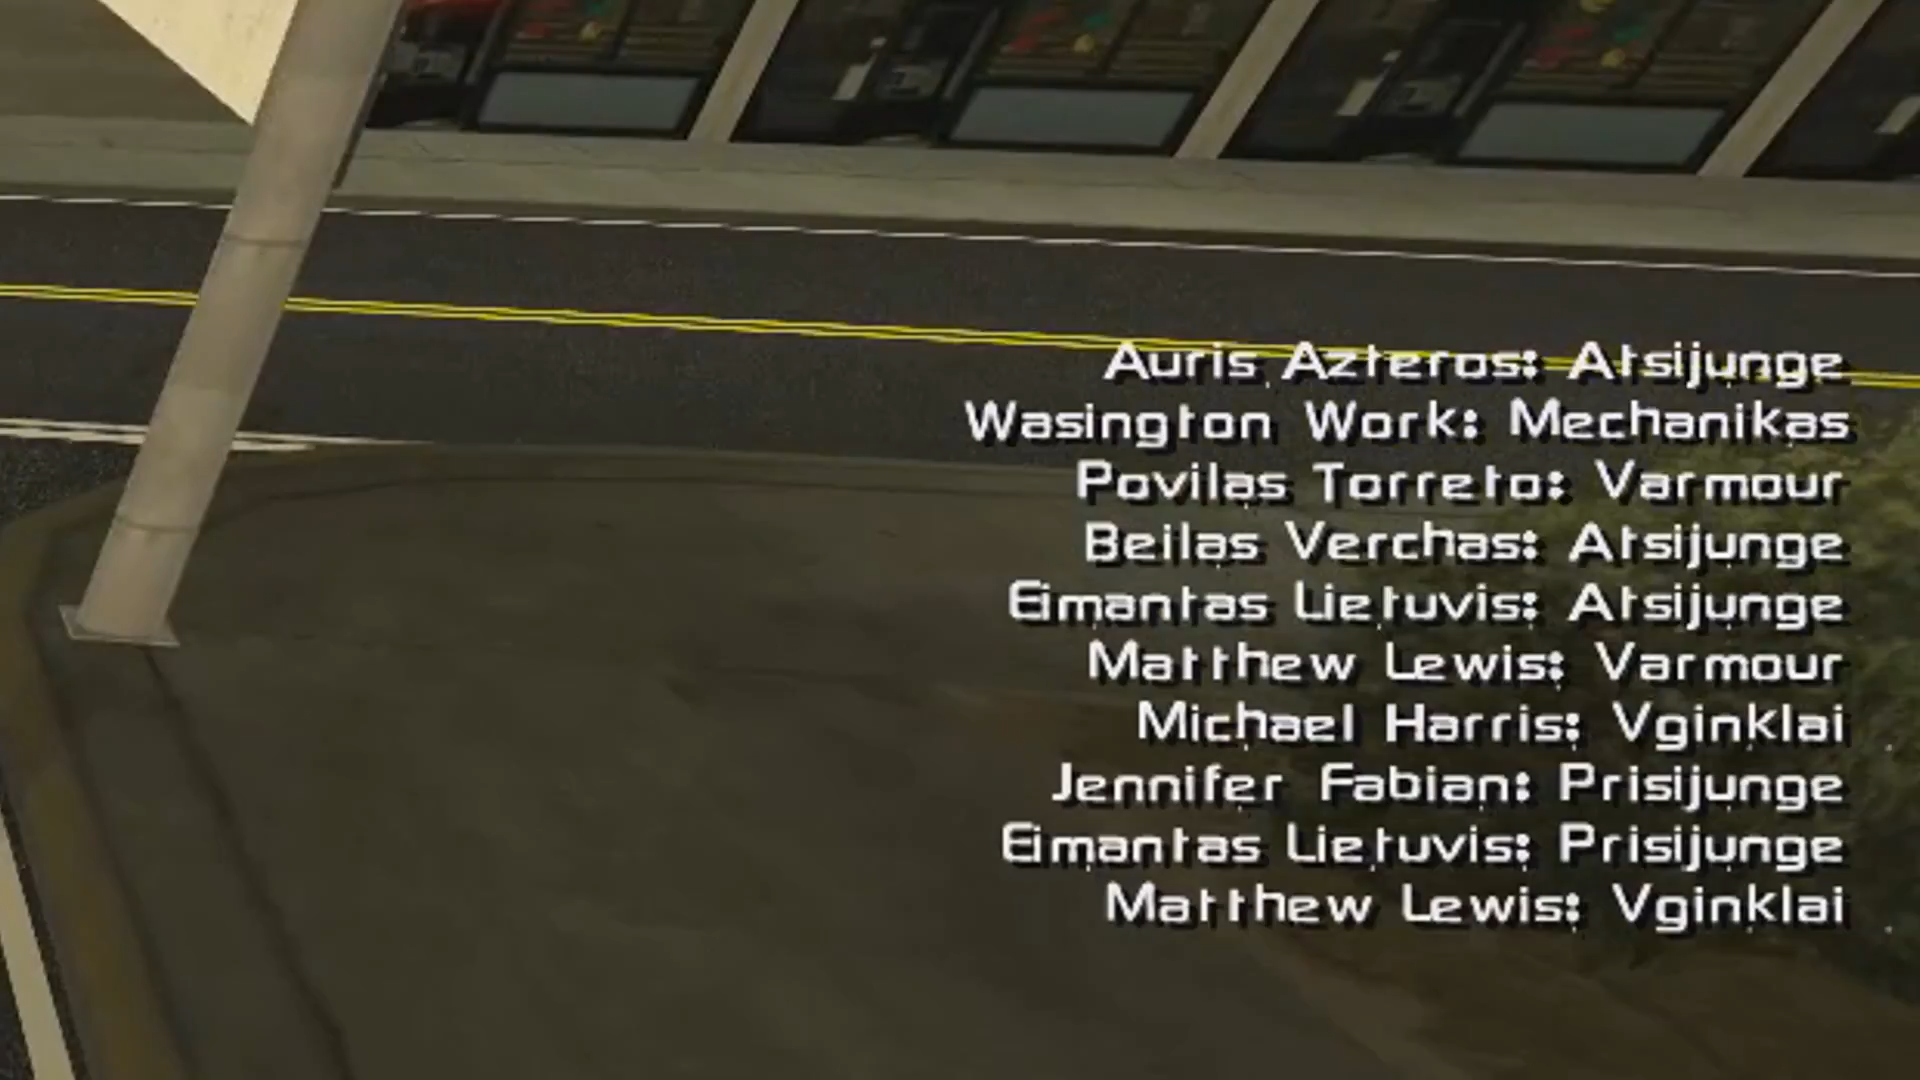 Auris Azteros: Atsijunge
Wasington Work: Mechanikas
Povilas Torreto: Varmour
Beilas Verchas: Atsijunge
Eimantas Lietuvis: Atsijunge
Matthew Lewis: Varmour
Michael Harris: Vginklai
Jennifer Fabian: Prisijunge
Eimantas Lietuvis: Prisijunge
Matthew Lewis: Vginklai